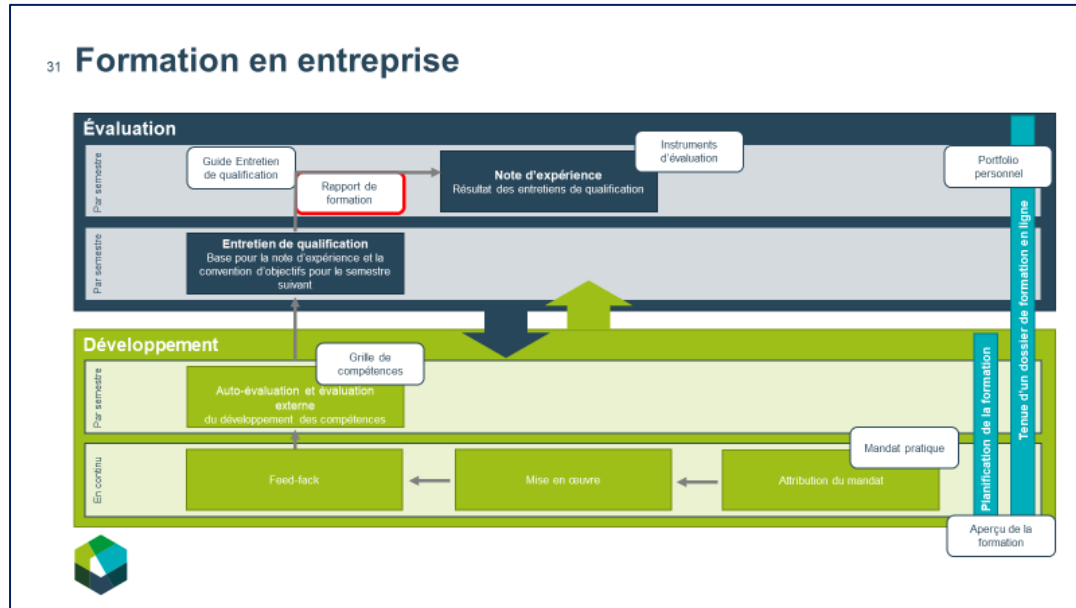 31 Formation en entreprise
Évaluation
Par semestre
Guide Entretien
de qualification
Rapport de
formation
Note d'expérience
Résultat des entretiens de qualification
Instruments
d'évaluation
Portfolio
personnel
Par semestre
Entretien de qualification
Base pour la note d'expérience et la
convention d'objectifs pour le semestre
suivant
Tenue d'un dossier de formation en ligne
Développement
Par semestre
Grille de
compétences
Auto-évaluation et évaluation
externe
du développement des compétences
Planification de la formation
En continu
Feed-fack
Mise en œuvre
Mandat pratique
Attribution du mandat
Aperçu de la
formation